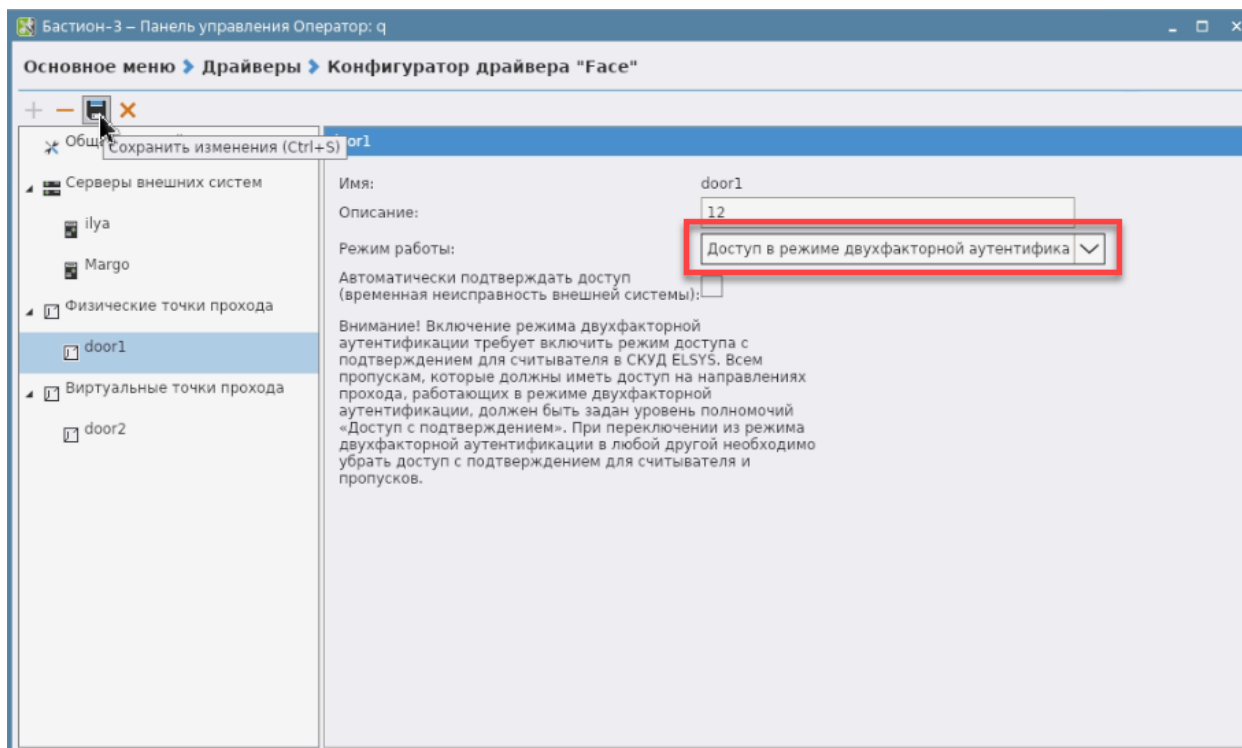 Бастион-3 – Панель управления Оператор: q
Основное меню Драйверы Конфигуратор драйвера "Face"
Сохранить изменения (Ctrl+S)
door1
Серверы внешних систем
ilya
Margo
Физические точки прохода
door1
Виртуальные точки прохода
door2
Имя: door1
Описание: 12
Режим работы: Доступ в режиме двухфакторной аутентифика
Автоматически подтверждать доступ
(временная неисправность внешней системы):
Внимание! Включение режима двухфакторной
аутентификации требует включить режим доступа с
подтверждением для считывателя в СКУД ELSYS. Всем
пропускам, которые должны иметь доступ на направлениях
прохода, работающих в режиме двухфакторной
аутентификации, должен быть задан уровень полномочий
«Доступ с подтверждением». При переключении из режима
двухфакторной аутентификации в любой другой необходимо
убрать доступ с подтверждением для считывателя и
пропусков.